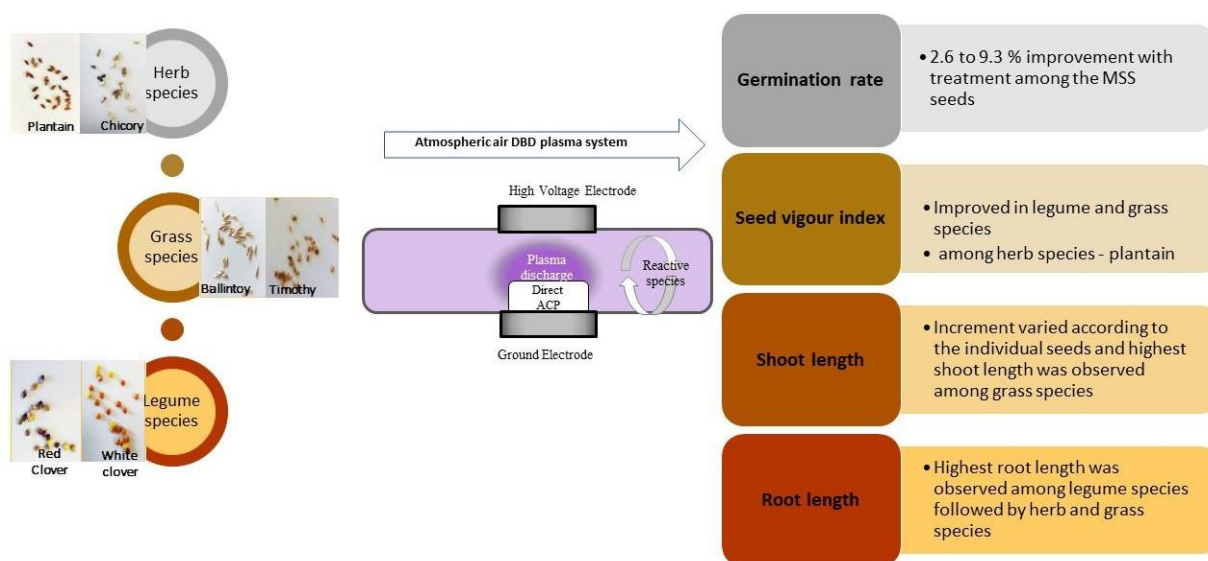 Herb
species
Plantain
Chicory
Grass
species
Ballintoy
Timothy
Legume
species
Red
Clover
White
clover
Atmospheric air DBD plasma system
High Voltage Electrode
Plasma
discharge
Direct
ACP
Reactive
species
Ground Electrode
Germination rate
• 2.6 to 9.3 % improvement with
treatment among the MSS
seeds
Seed vigour index
• Improved in legume and grass
species
• among herb species - plantain
Shoot length
• Increment varied according to
the individual seeds and highest
shoot length was observed
among grass species
Root length
• Highest root length was
observed among legume species
followed by herb and grass
species